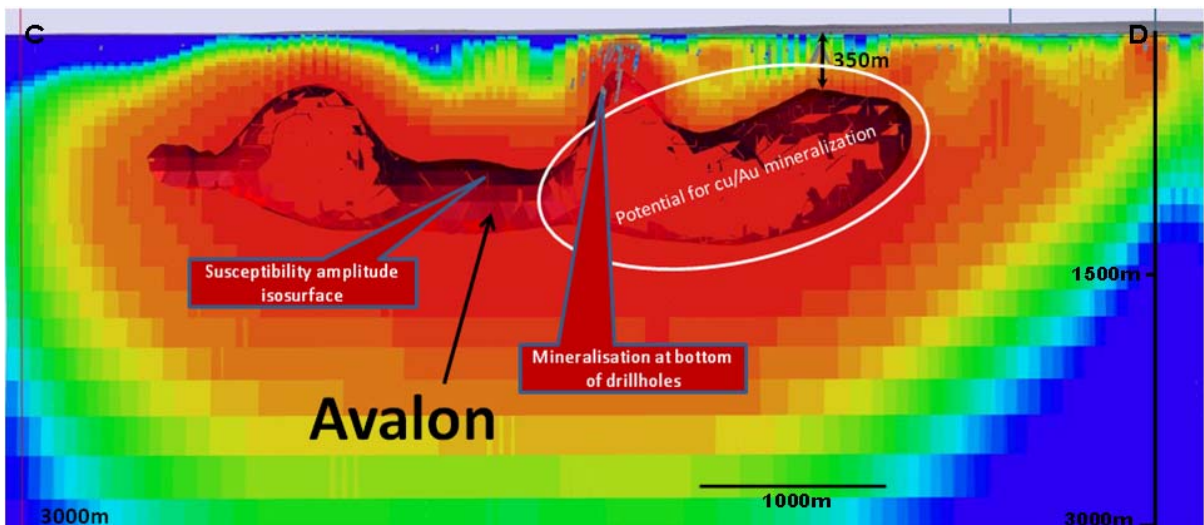 C
D
350m
Potential for cu/Au mineralization
Susceptibility amplitude
isosurface
1500m
Mineralisation at bottom
of drillholes
Avalon
1000m
3000m
3000m